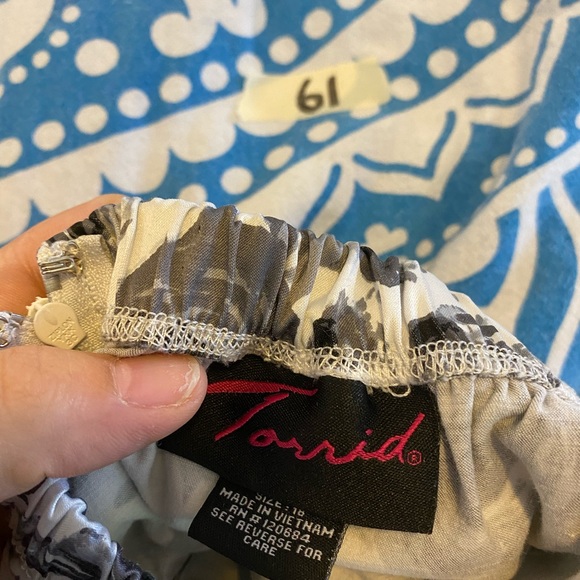 61
Torrid®
SIZE: 18
MADE IN VIETNAM
RN #120684
SEE REVERSE FOR
CARE